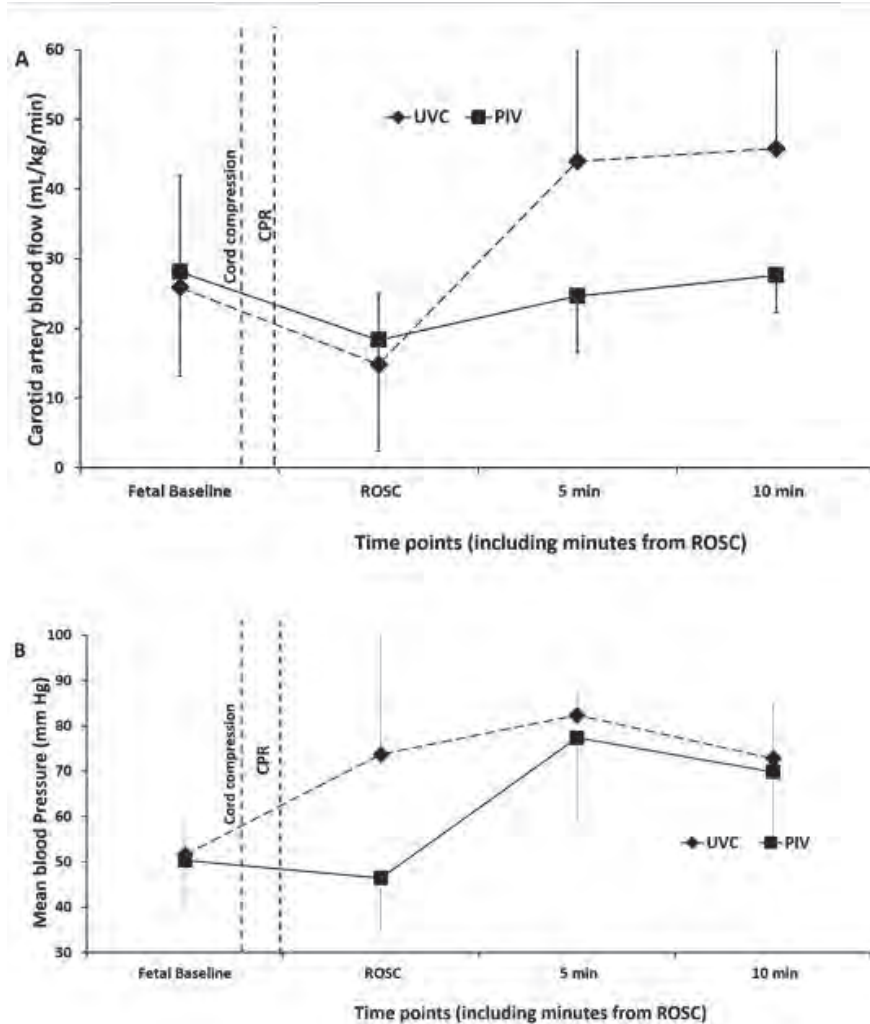 A
Carotid artery blood flow (mL/kg/min)
60
50
40
30
20
10
0
UVC PIV
Cord compression
CPR
Fetal Baseline ROSC 5 min 10 min
Time points (including minutes from ROSC)
B
Mean blood Pressure (mm Hg)
100
90
80
70
60
50
40
30
Cord compression
CPR
UVC PIV
Fetal Baseline ROSC 5 min 10 min
Time points (including minutes from ROSC)